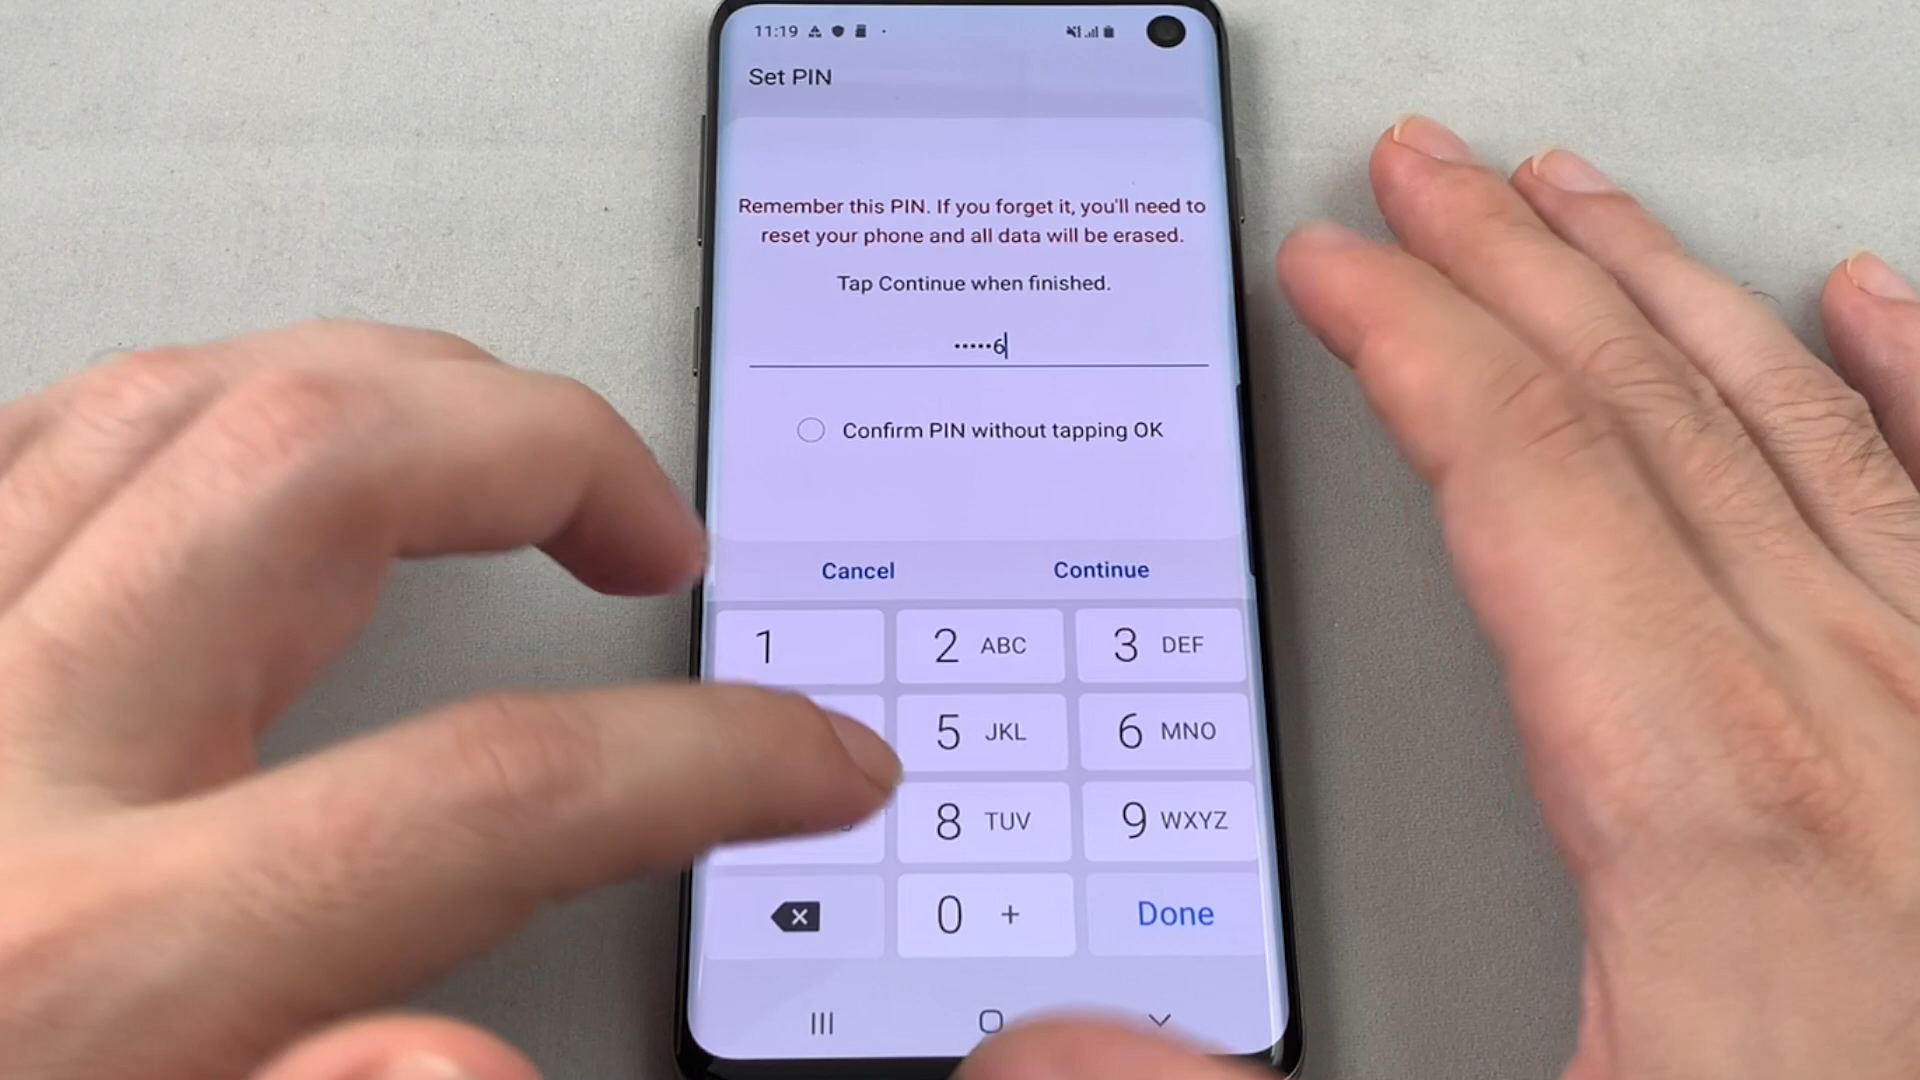 11:19
Set PIN
Remember this PIN. If you forget it, you'll need to
reset your phone and all data will be erased.
Tap Continue when finished.
•••••6
Confirm PIN without tapping OK
Cancel Continue
1 2 ABC 3 DEF
5 JKL 6 MNO
8 TUV 9 WXYZ
0 + Done